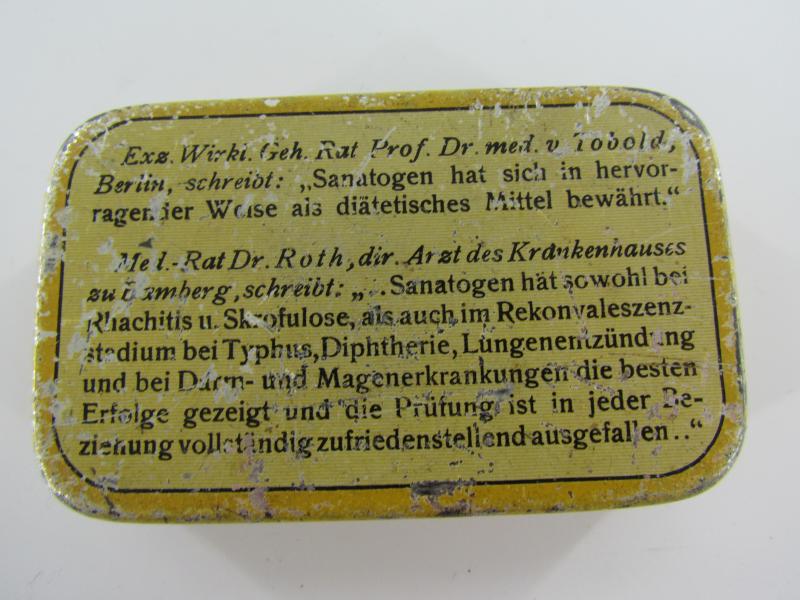 Exz. Wirkl. Geh. Rat Prof. Dr. med. v Tobold,
Berlin, schreibt: „Sanatogen hat sich in hervor-
ragender Weise als diätetisches Mittel bewährt.“
Med.-Rat Dr. Roth, dir. Arzt des Krankenhauses
zu Bamberg, schreibt: „..Sanatogen hat sowohl bei
Rhachitis u. Skrofulose, als auch im Rekonvaleszenz-
stadium bei Typhus, Diphtherie, Lungenentzündung
und bei Darm- und Magenerkrankungen die besten
Erfolge gezeigt und die Prüfung ist in jeder Be-
ziehung vollständig zufriedenstellend ausgefallen..“